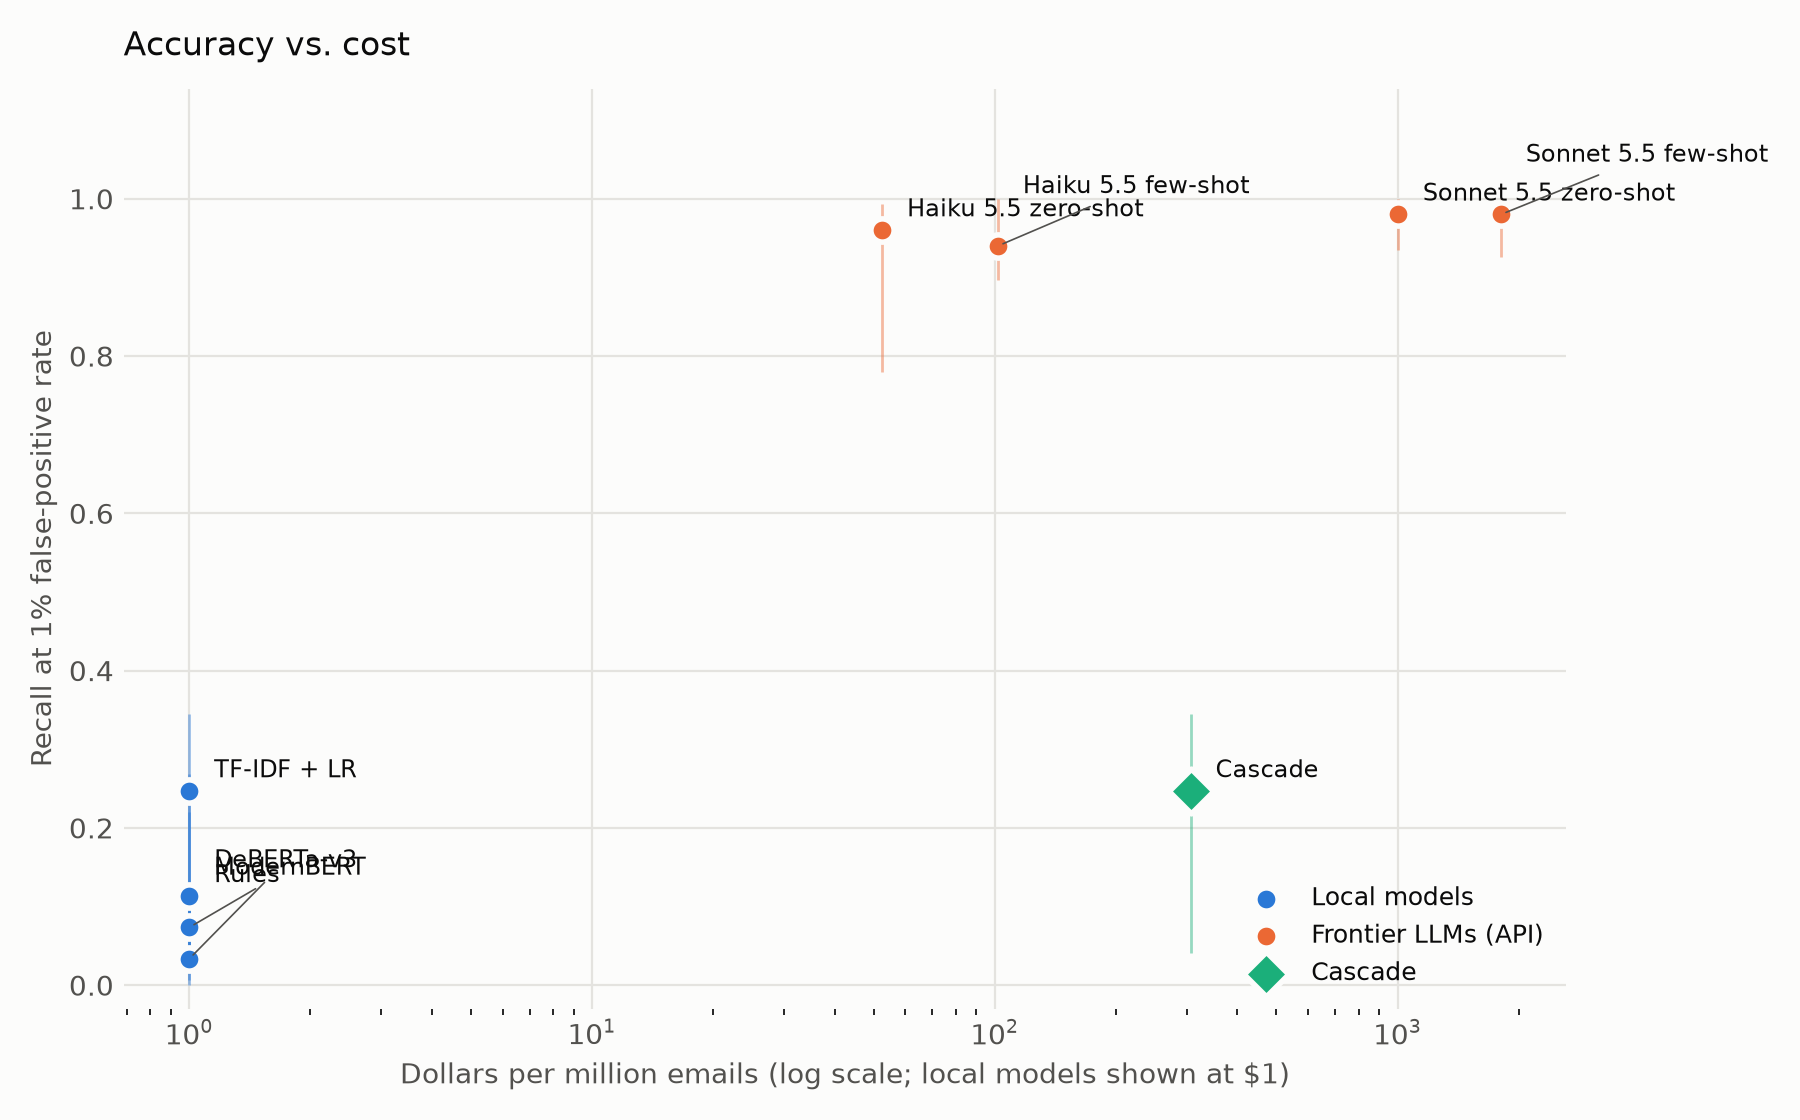 Accuracy vs. cost
Sonnet 5.5 few-shot
Haiku 5.5 few-shot
Sonnet 5.5 zero-shot
Haiku 5.5 zero-shot
1.0
0.8
0.6
0.4
0.2
0.0
Recall at 1% false-positive rate
TF-IDF + LR
Cascade
DeBERTa-v3
ModernBERT
Rules
Local models
Frontier LLMs (API)
Cascade
10⁰
10¹
10²
10³
Dollars per million emails (log scale; local models shown at $1)